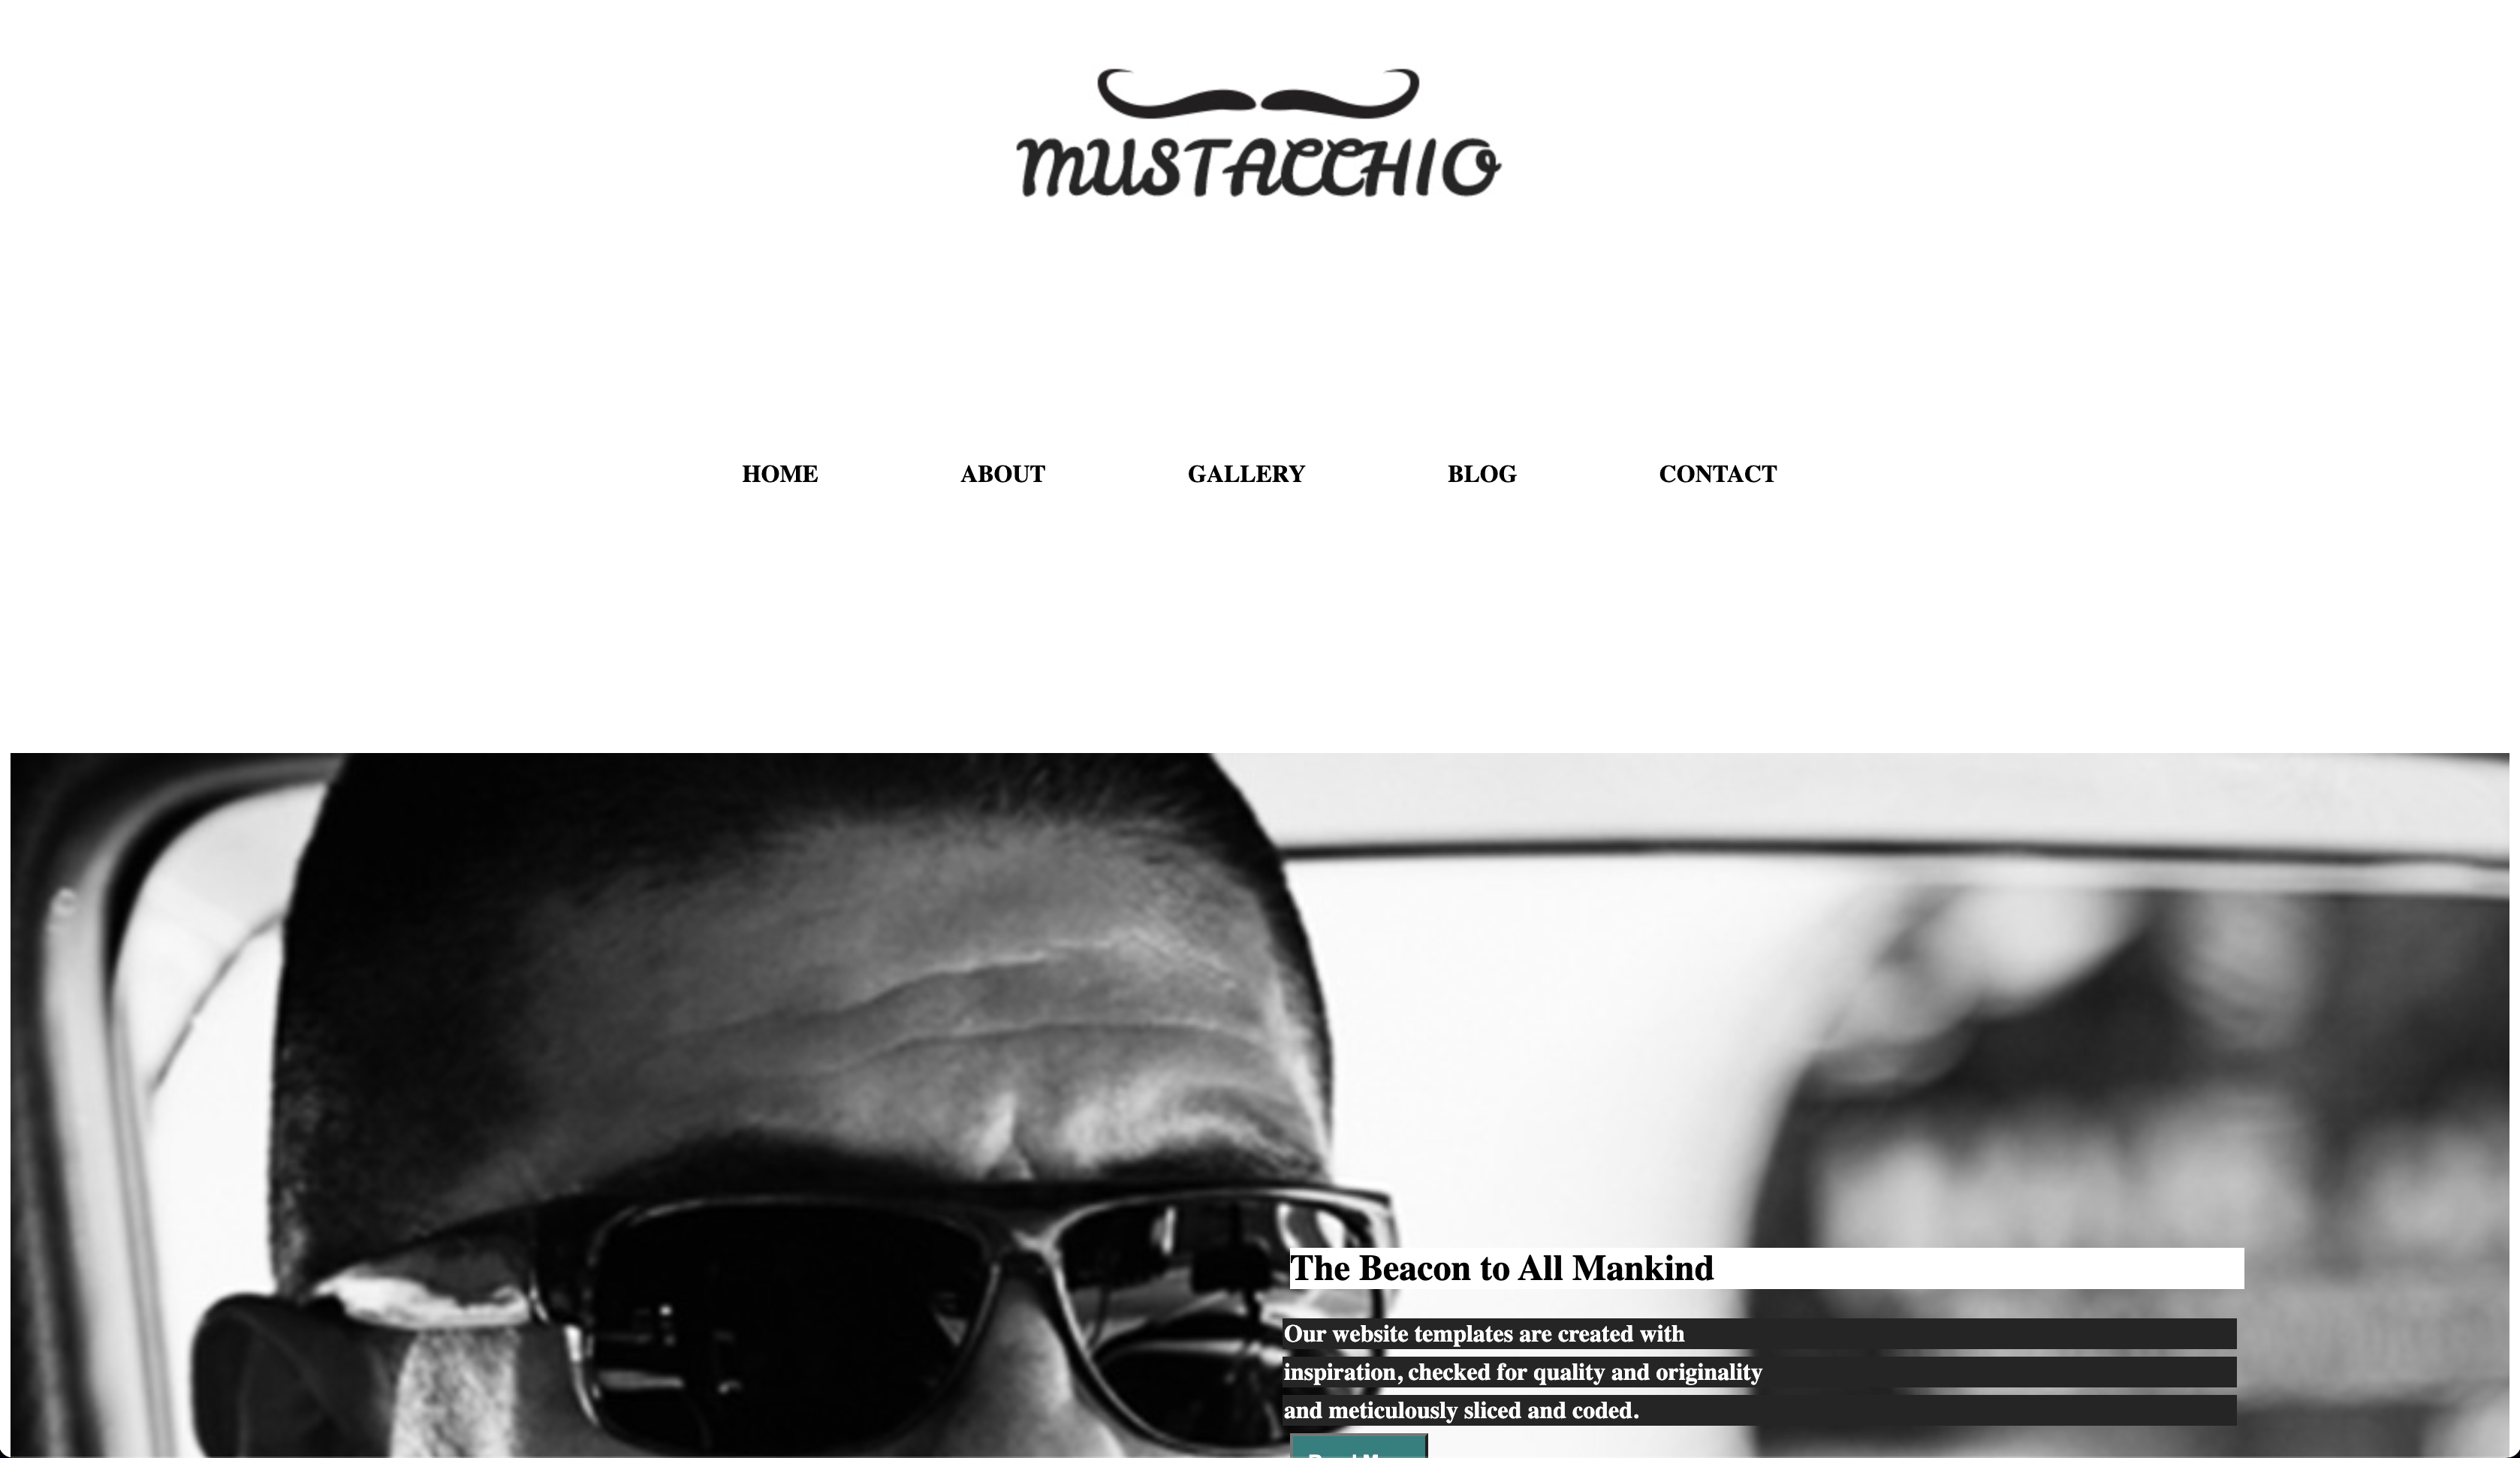 MUSTACCHIO
HOME ABOUT GALLERY BLOG CONTACT
The Beacon to All Mankind
Our website templates are created with
inspiration, checked for quality and originality
and meticulously sliced and coded.